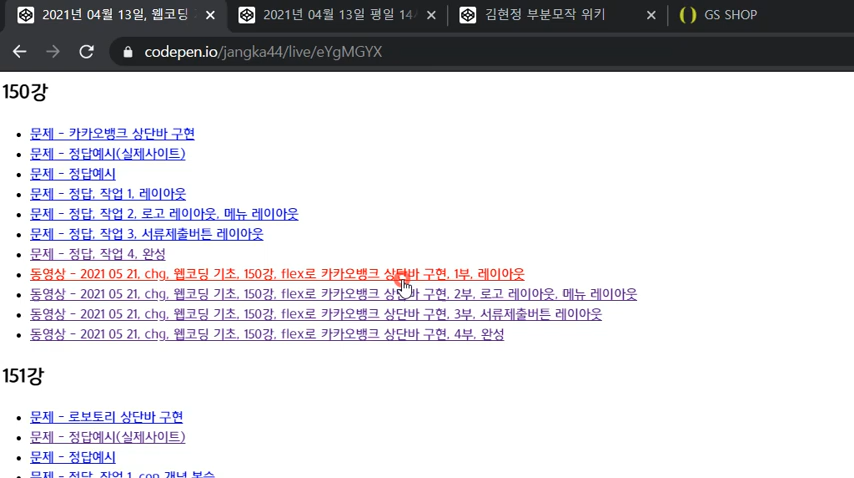 2021년 04월 13일, 웹코딩
2021년 04월 13일 평일 14
김현정 부분모작 위키
GS SHOP
codepen.io/jangka44/live/eYgMGYX
150강
문제 - 카카오뱅크 상단바 구현
문제 - 정답예시(실제사이트)
문제 - 정답예시
문제 - 정답, 작업 1, 레이아웃
문제 - 정답, 작업 2, 로고 레이아웃, 메뉴 레이아웃
문제 - 정답, 작업 3, 서류제출버튼 레이아웃
문제 - 정답, 작업 4, 완성
동영상 - 2021 05 21, chg, 웹코딩 기초, 150강, flex로 카카오뱅크 상단바 구현, 1부, 레이아웃
동영상 - 2021 05 21, chg, 웹코딩 기초, 150강, flex로 카카오뱅크 상단바 구현, 2부, 로고 레이아웃, 메뉴 레이아웃
동영상 - 2021 05 21, chg, 웹코딩 기초, 150강, flex로 카카오뱅크 상단바 구현, 3부, 서류제출버튼 레이아웃
동영상 - 2021 05 21, chg, 웹코딩 기초, 150강, flex로 카카오뱅크 상단바 구현, 4부, 완성
151강
문제 - 로보토리 상단바 구현
문제 - 정답예시(실제사이트)
문제 - 정답예시
문제 - 정답, 작업 1, con 개념 복습